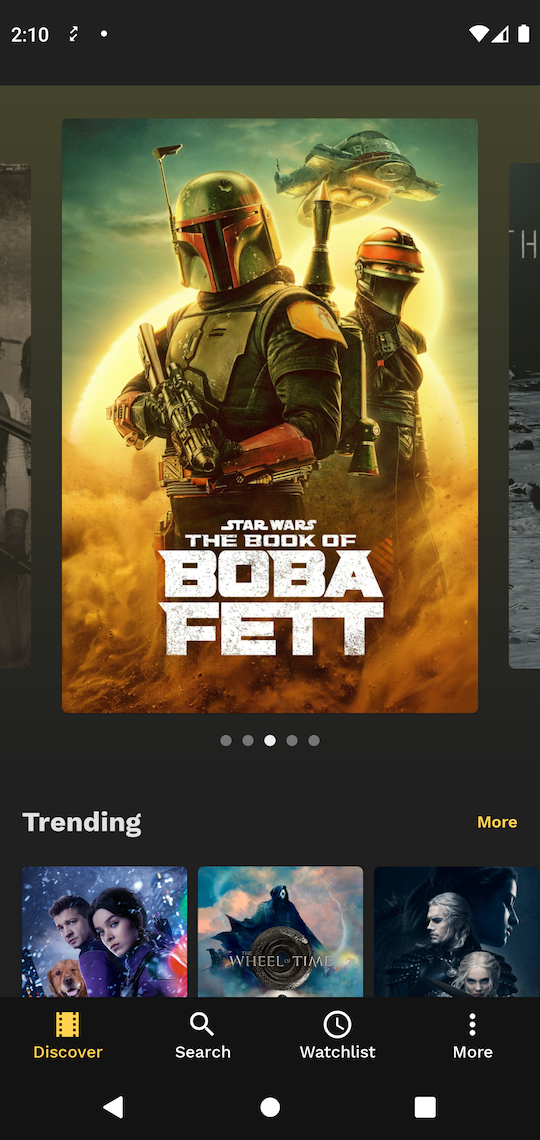 2:10
TH
STAR WARS
THE BOOK OF
BOBA
FETT
Trending
More
THE
WHEEL OF TIME
Discover
Search
Watchlist
More